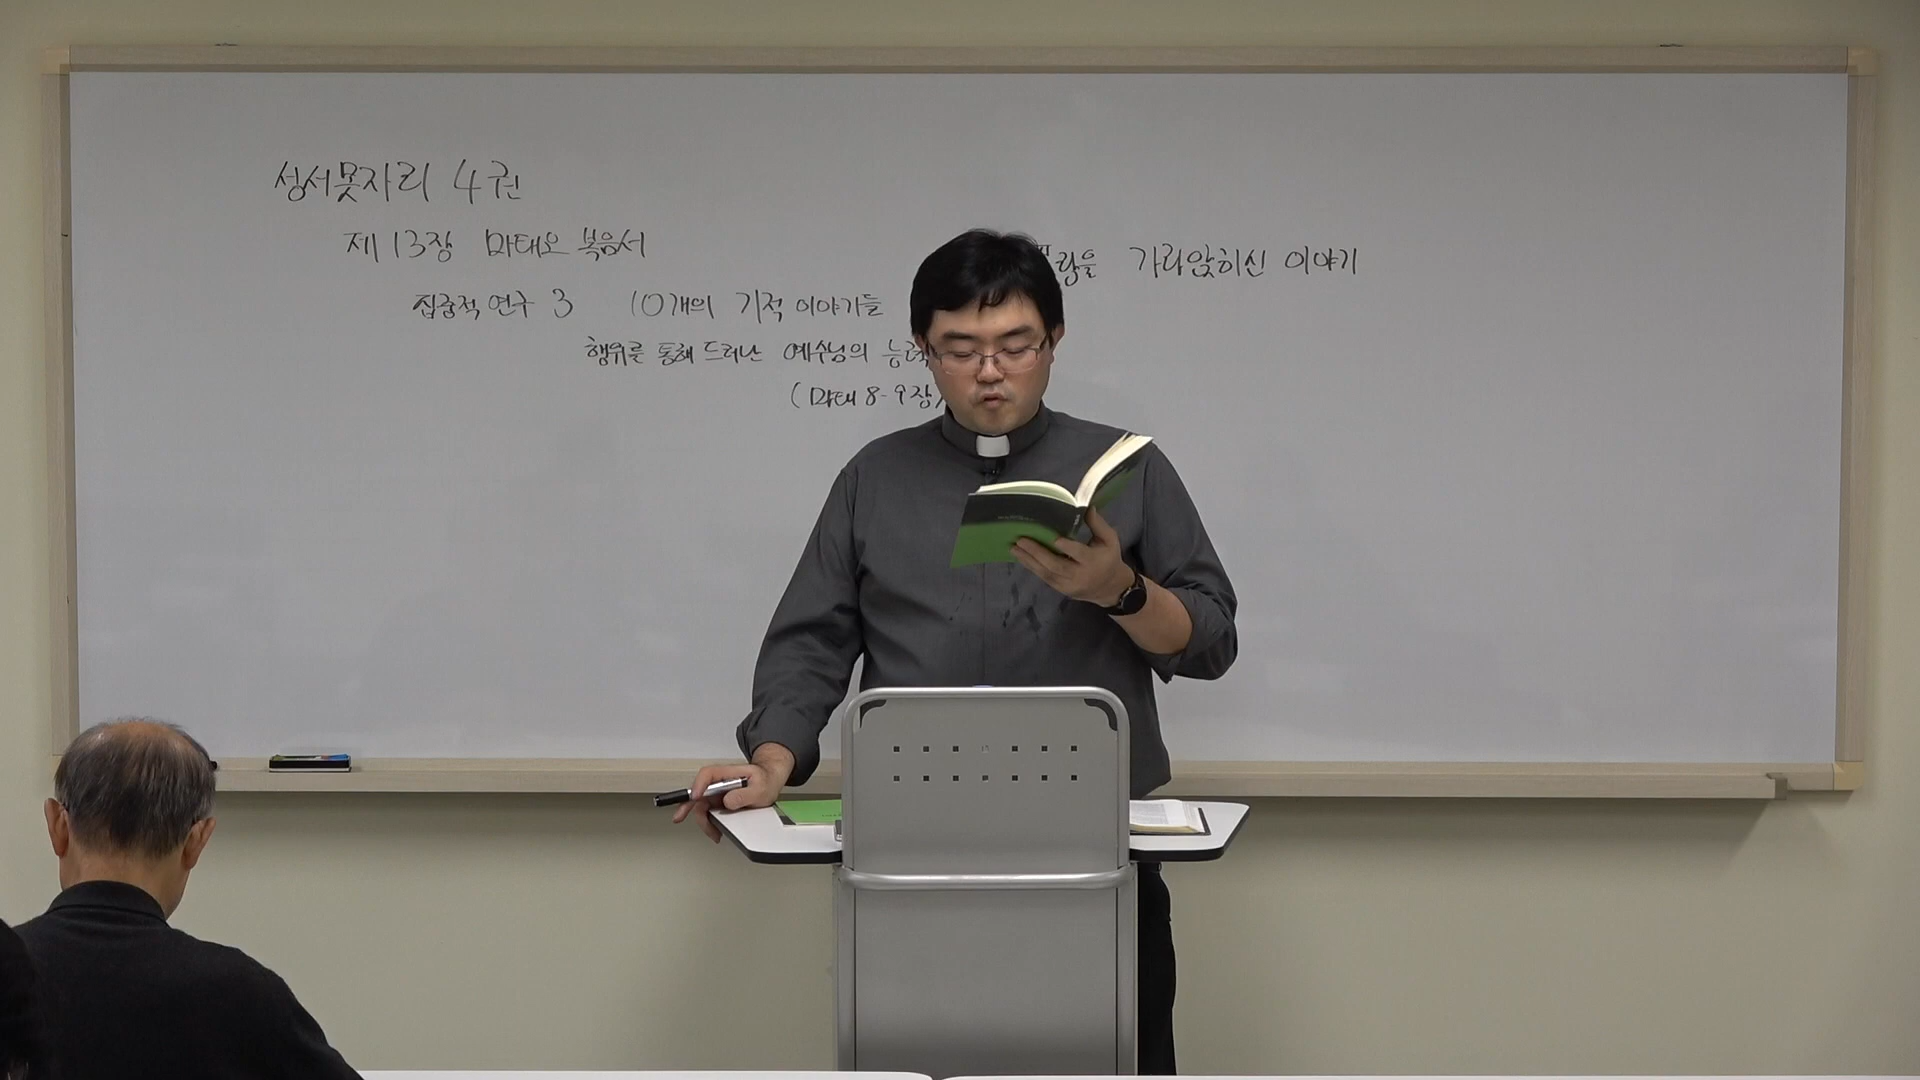 성서못자리 4권
제13장 마태오 복음서
집중적 연구 3 10개의 기적 이야기들
행위를 통해 드러난 예수님의 능력
(마태 8-9장)
풍랑을 가라앉히신 이야기